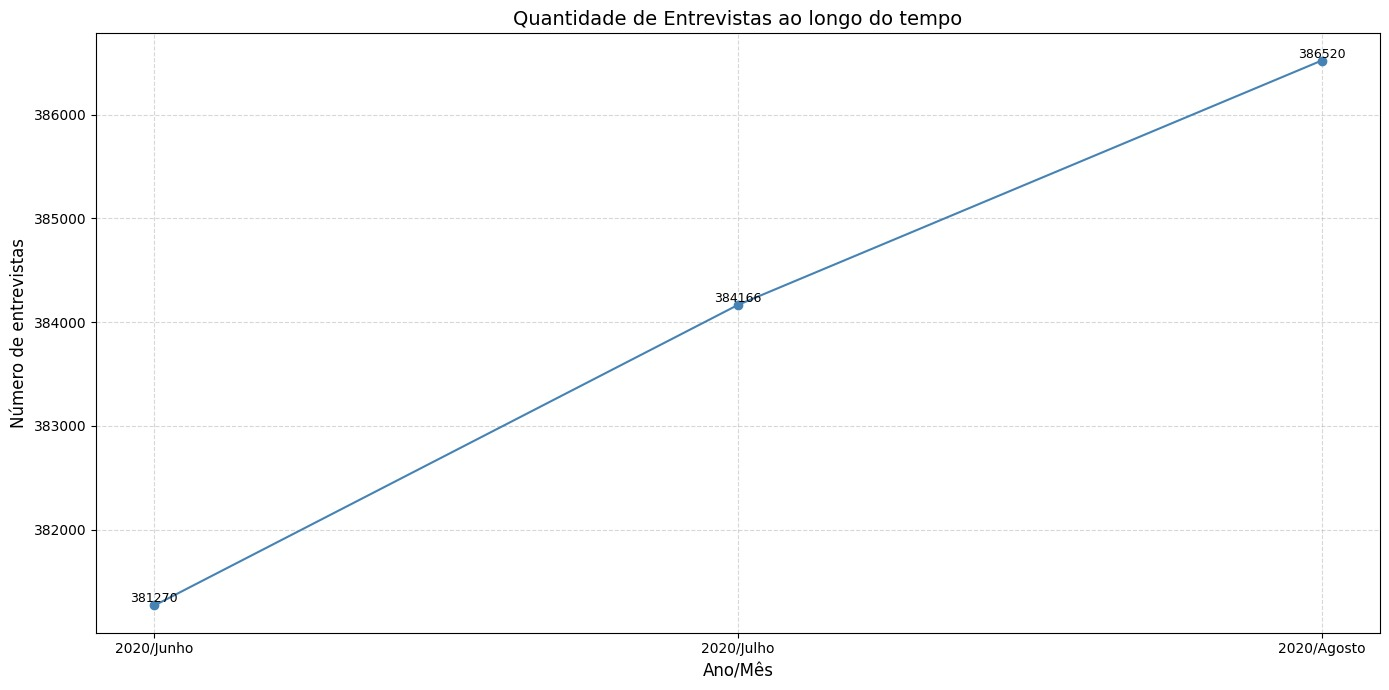 Quantidade de Entrevistas ao longo do tempo
386520
386000
385000
384166
384000
383000
382000
381270
Número de entrevistas
2020/Junho
2020/Julho
2020/Agosto
Ano/Mês